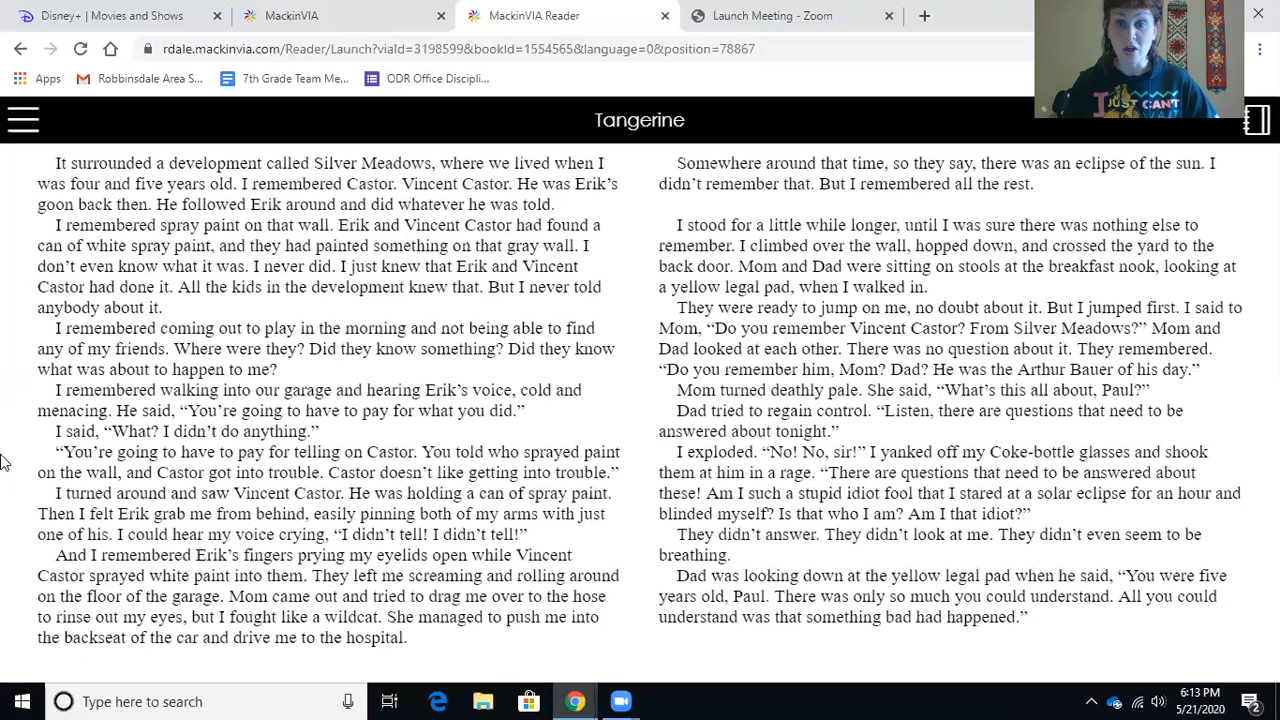 Disney+ | Movies and Shows
MackinVIA
MackinVIA Reader
Launch Meeting - Zoom
rdale.mackinvia.com/Reader/Launch?viaId=3198599&bookId=1554565&language=0&position=78867
Apps
Robbinsdale Area S...
7th Grade Team Me...
ODR Office Discipli...
I JUST CAN'T
WAIT
Tangerine
It surrounded a development called Silver Meadows, where we lived when I
was four and five years old. I remembered Castor. Vincent Castor. He was Erik’s
goon back then. He followed Erik around and did whatever he was told.
I remembered spray paint on that wall. Erik and Vincent Castor had found a
can of white spray paint, and they had painted something on that gray wall. I
don’t even know what it was. I never did. I just knew that Erik and Vincent
Castor had done it. All the kids in the development knew that. But I never told
anybody about it.
I remembered coming out to play in the morning and not being able to find
any of my friends. Where were they? Did they know something? Did they know
what was about to happen to me?
I remembered walking into our garage and hearing Erik’s voice, cold and
menacing. He said, “You’re going to have to pay for what you did.”
I said, “What? I didn’t do anything.”
“You’re going to have to pay for telling on Castor. You told who sprayed paint
on the wall, and Castor got into trouble. Castor doesn’t like getting into trouble.”
I turned around and saw Vincent Castor. He was holding a can of spray paint.
Then I felt Erik grab me from behind, easily pinning both of my arms with just
one of his. I could hear my voice crying, “I didn’t tell! I didn’t tell!”
And I remembered Erik’s fingers prying my eyelids open while Vincent
Castor sprayed white paint into them. They left me screaming and rolling around
on the floor of the garage. Mom came out and tried to drag me over to the hose
to rinse out my eyes, but I fought like a wildcat. She managed to push me into
the backseat of the car and drive me to the hospital.
Somewhere around that time, so they say, there was an eclipse of the sun. I
didn’t remember that. But I remembered all the rest.
I stood for a little while longer, until I was sure there was nothing else to
remember. I climbed over the wall, hopped down, and crossed the yard to the
back door. Mom and Dad were sitting on stools at the breakfast nook, looking at
a yellow legal pad, when I walked in.
They were ready to jump on me, no doubt about it. But I jumped first. I said to
Mom, “Do you remember Vincent Castor? From Silver Meadows?” Mom and
Dad looked at each other. There was no question about it. They remembered.
“Do you remember him, Mom? Dad? He was the Arthur Bauer of his day.”
Mom turned deathly pale. She said, “What’s this all about, Paul?”
Dad tried to regain control. “Listen, there are questions that need to be
answered about tonight.”
I exploded. “No! No, sir!” I yanked off my Coke-bottle glasses and shook
them at him in a rage. “There are questions that need to be answered about
these! Am I such a stupid idiot fool that I stared at a solar eclipse for an hour and
blinded myself? Is that who I am? Am I that idiot?”
They didn’t answer. They didn’t look at me. They didn’t even seem to be
breathing.
Dad was looking down at the yellow legal pad when he said, “You were five
years old, Paul. There was only so much you could understand. All you could
understand was that something bad had happened.”
Type here to search
6:13 PM
5/21/2020
2